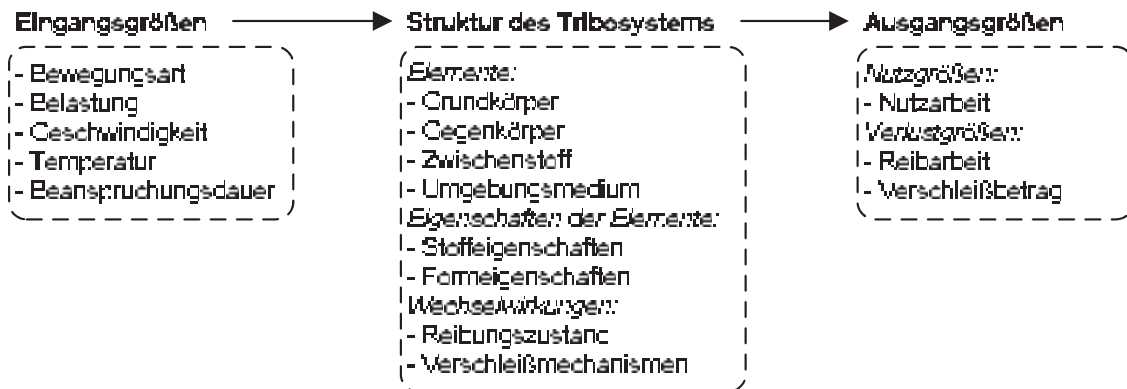 Eingangsgrößen
- Bewegungsart
- Belastung
- Geschwindigkeit
- Temperatur
- Beanspruchungsdauer
Struktur des Tribosystems
Elemente:
- Grundkörper
- Gegenkörper
- Zwischenstoff
- Umgebungsmedium
Eigenschaften der Elemente:
- Stoffeigenschaften
- Formeigenschaften
Wechselwirkungen:
- Reibungszustand
- Verschleißmechanismen
Ausgangsgrößen
Nutzgrößen:
- Nutzarbeit
Verlustgrößen:
- Reibarbeit
- Verschleißbetrag